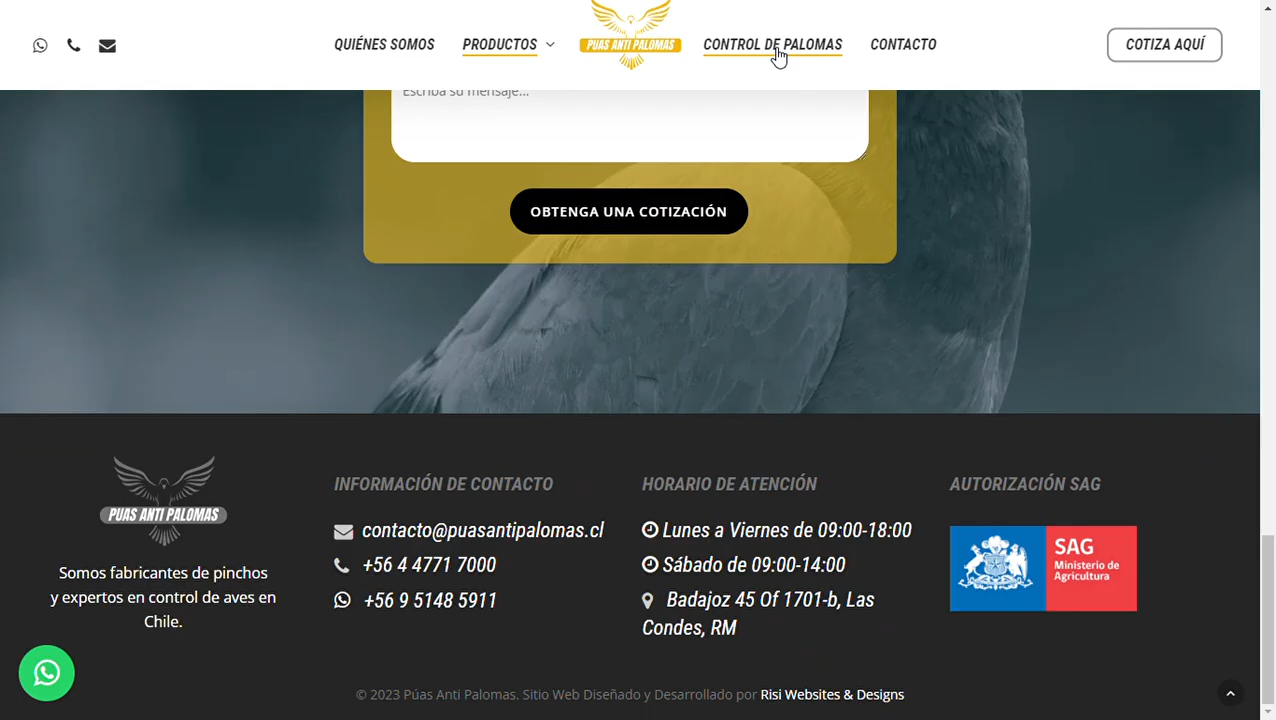 QUIÉNES SOMOS
PRODUCTOS
PUAS ANTI PALOMAS
CONTROL DE PALOMAS
CONTACTO
COTIZA AQUÍ
Escriba su mensaje...
OBTENGA UNA COTIZACIÓN
PUAS ANTI PALOMAS
Somos fabricantes de pinchos
y expertos en control de aves en
Chile.
INFORMACIÓN DE CONTACTO
contacto@puasantipalomas.cl
+56 4 4771 7000
+56 9 5148 5911
HORARIO DE ATENCIÓN
Lunes a Viernes de 09:00-18:00
Sábado de 09:00-14:00
Badajoz 45 Of 1701-b, Las
Condes, RM
AUTORIZACIÓN SAG
SAG
Ministerio de
Agricultura
© 2023 Púas Anti Palomas. Sitio Web Diseñado y Desarrollado por Risi Websites & Designs